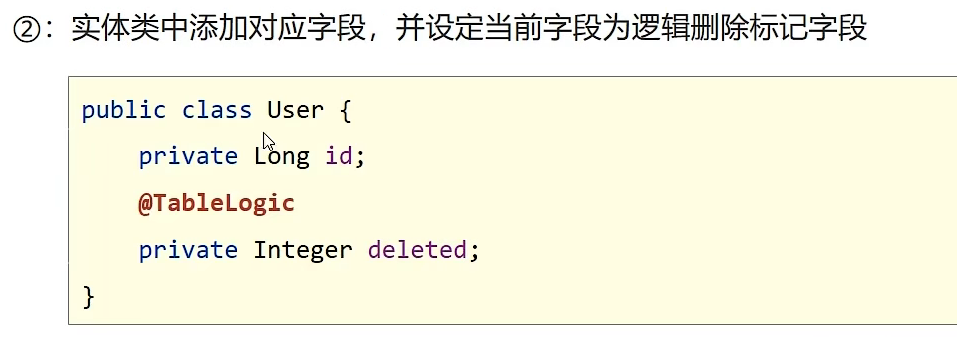 ②：实体类中添加对应字段，并设定当前字段为逻辑删除标记字段
public class User {
    private Long id;
    @TableLogic
    private Integer deleted;
}